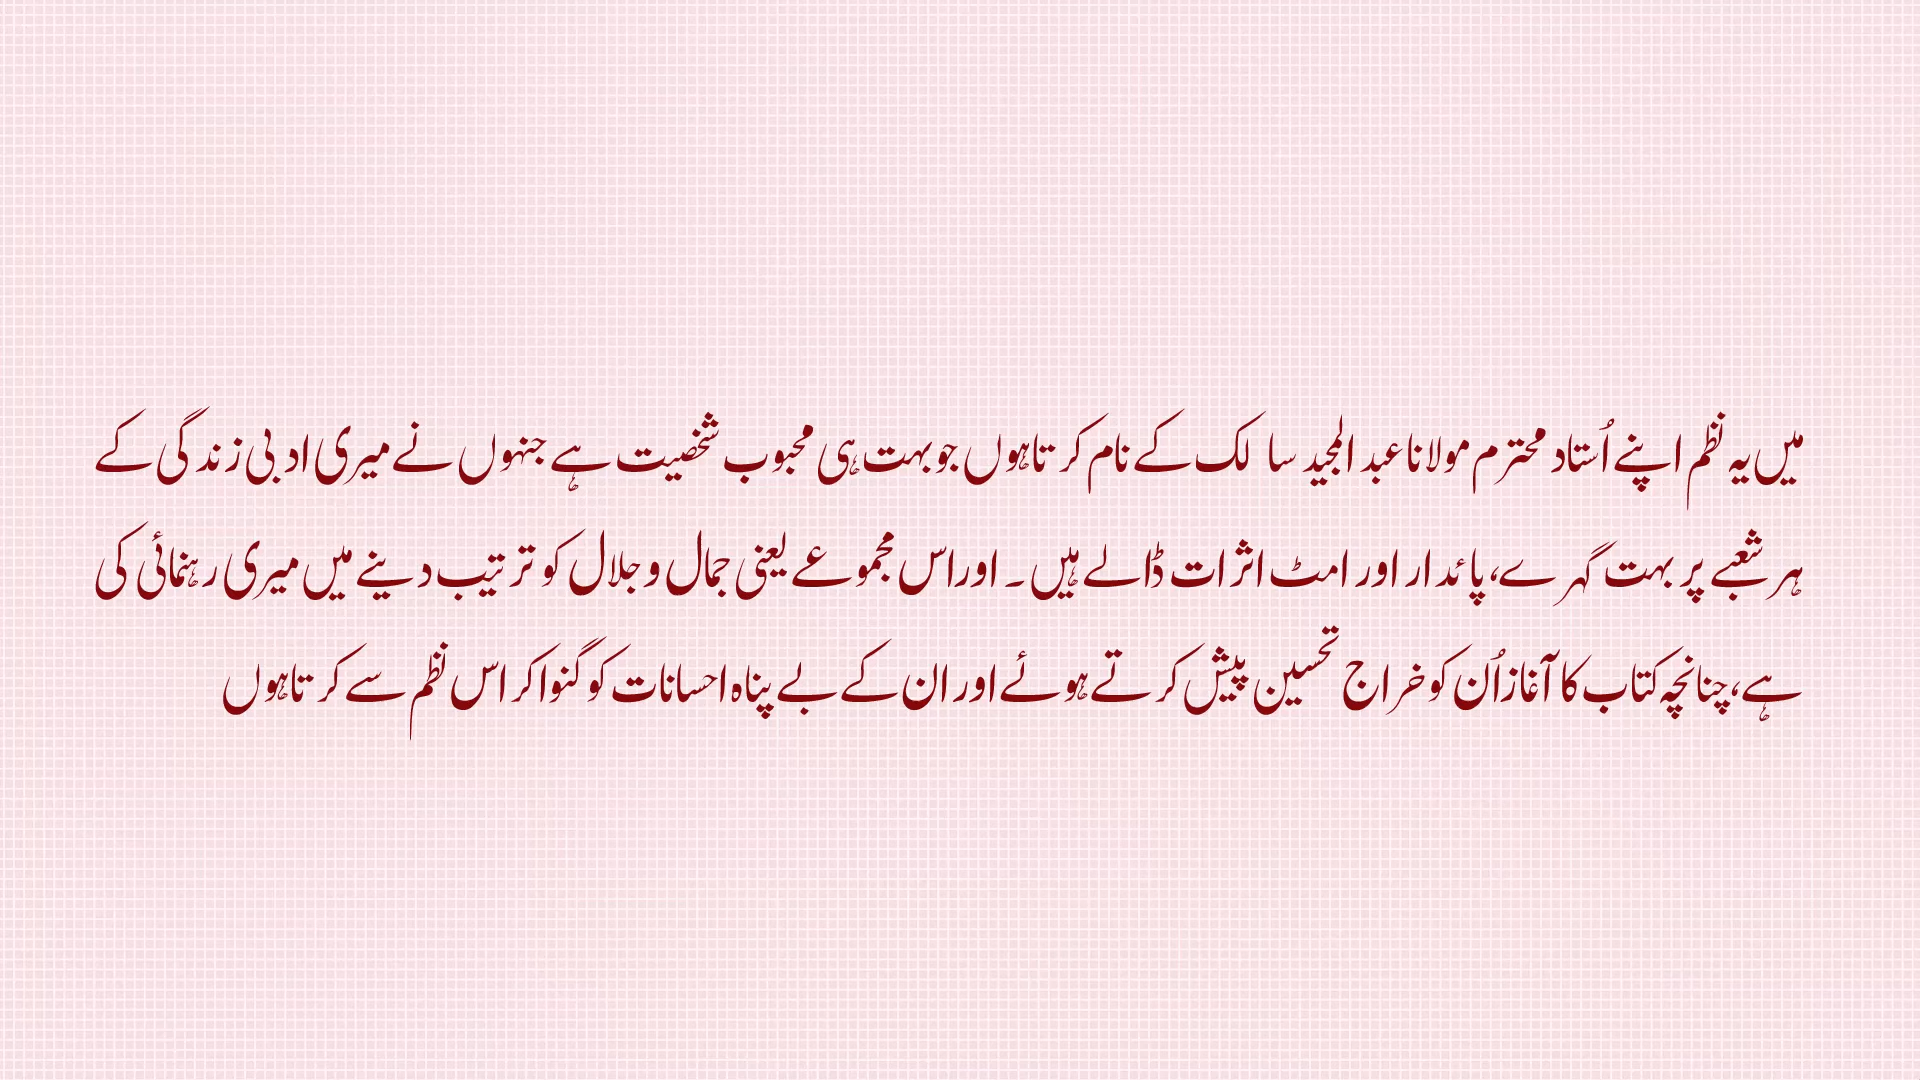 میں یہ نظم اپنے اُستاد محترم مولانا عبد المجید سا لک کے نام کرتا ہوں جو بہت ہی محبوب شخصیت ہے جنہوں نے میری ادبی زندگی کے
ہر شعبے پر بہت گہرے، پائدار اور امٹ اثرات ڈالے ہیں۔ اور اس مجموعے یعنی جمال و جلال کو ترتیب دینے میں میری رہنمائی کی
ہے، چنانچہ کتاب کا آغاز اُن کو خراج تحسین پیش کرتے ہوئے اور ان کے بے پناہ احسانات کو گنوا کر اس نظم سے کرتا ہوں